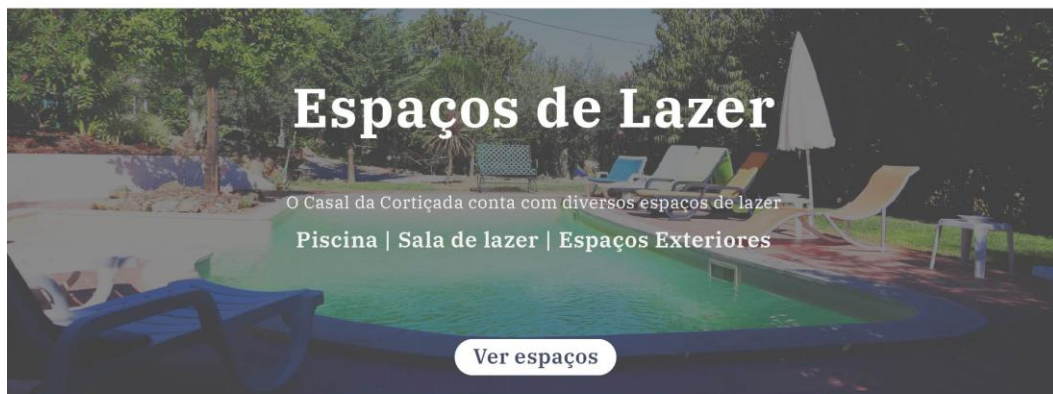 Espaços de Lazer
O Casal da Cortiçada conta com diversos espaços de lazer
Piscina | Sala de lazer | Espaços Exteriores
Ver espaços